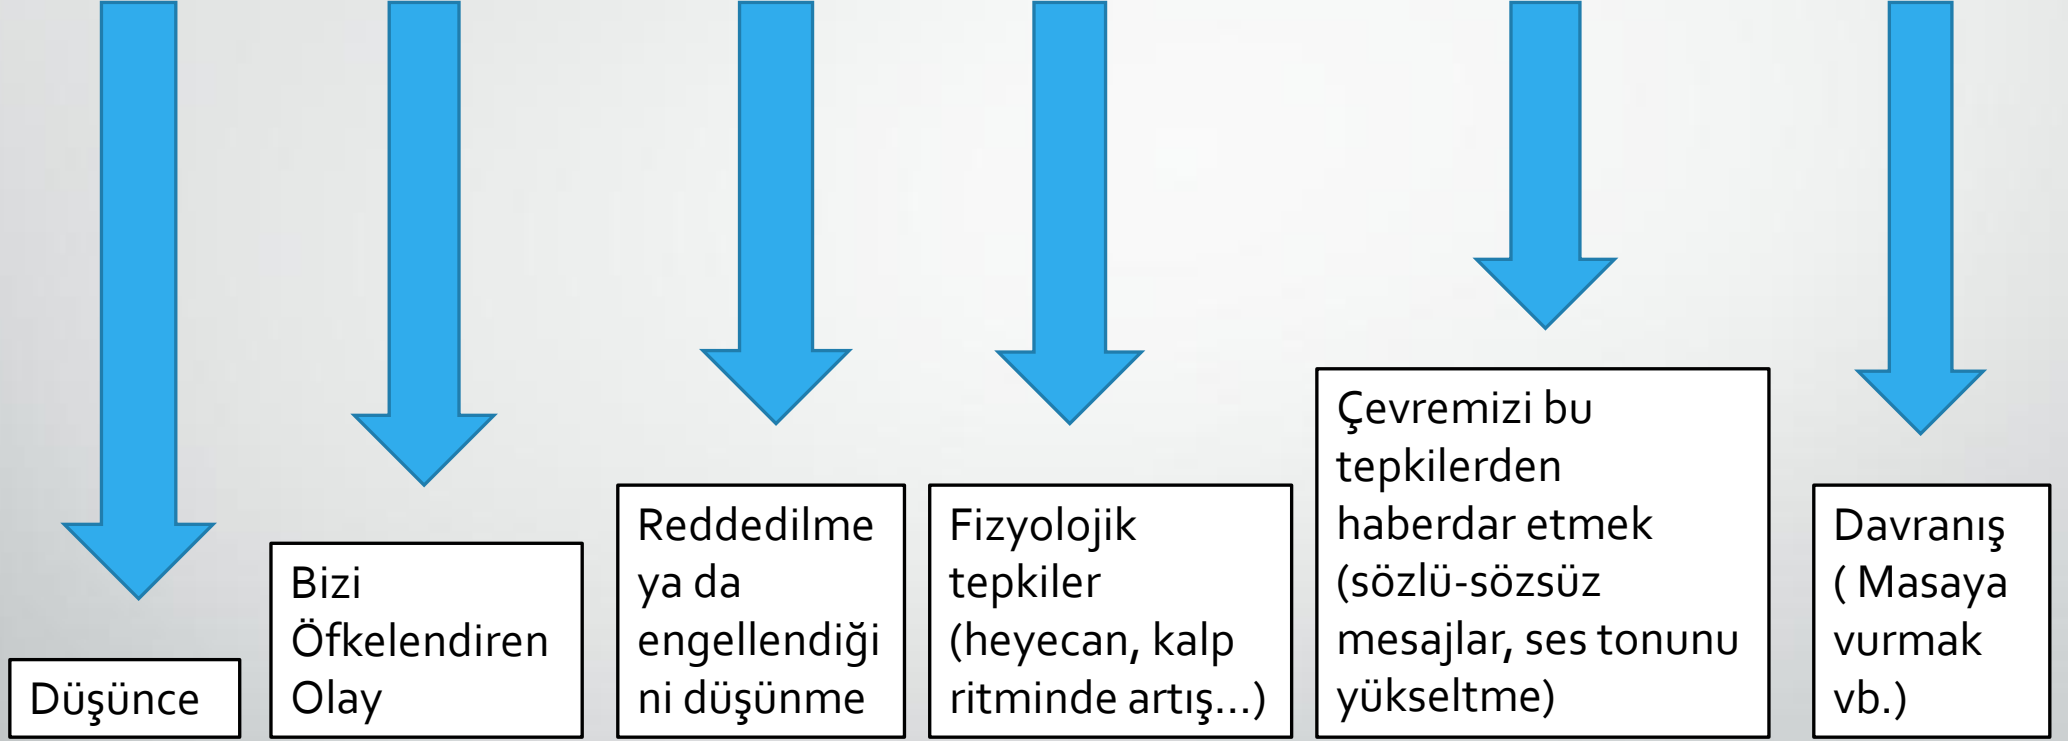 Düşünce
Bizi
Öfkelendiren
Olay
Reddedilme
ya da
engellendiği
ni düşünme
Fizyolojik
tepkiler
(heyecan, kalp
ritminde artış...)
Çevremizi bu
tepkilerden
haberdar etmek
(sözlü-sözsüz
mesajlar, ses tonunu
yükseltme)
Davranış
( Masaya
vurmak
vb.)